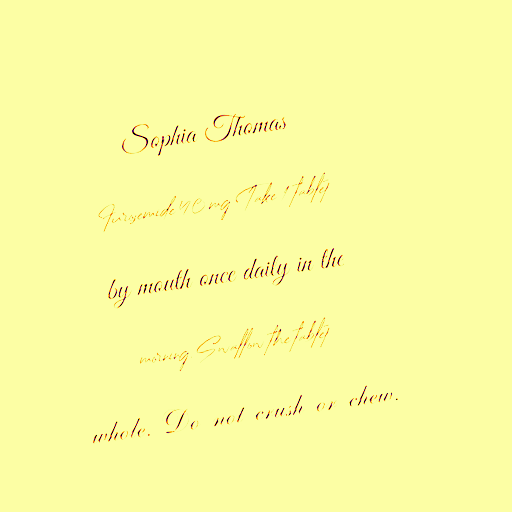 Sophia Thomas
Furosemide mg Take 1 tablet
by mouth once daily in the
morning Swallow the tablet
whole. Do not crush or chew.